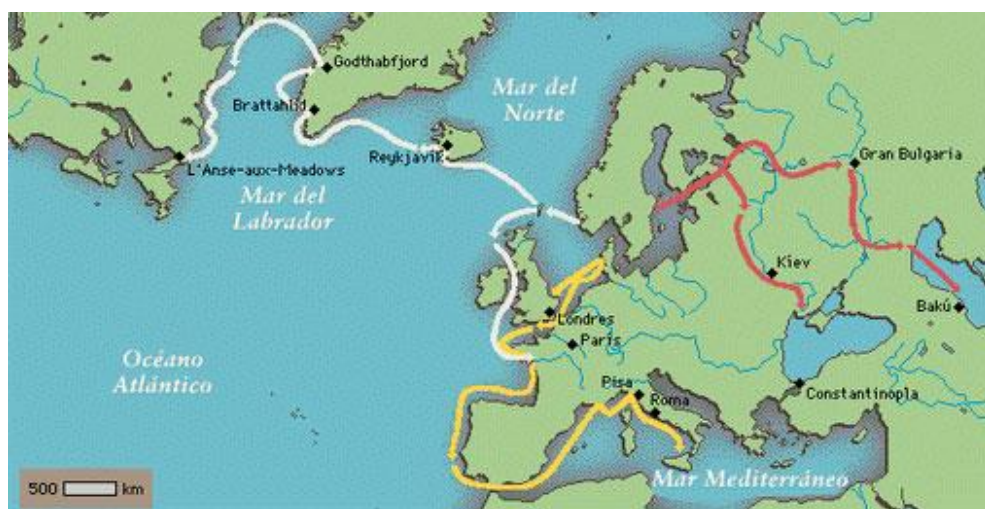 Godthabfjord
Brattahlid
Mar del
Norte
Reykjavik
L'Anse-aux-Meadows
Mar del
Labrador
Gran Bulgaria
Kiev
Bakú
Londres
París
Océano
Atlántico
Pisa
Roma
Constantinopla
Mar Mediterráneo
500 km